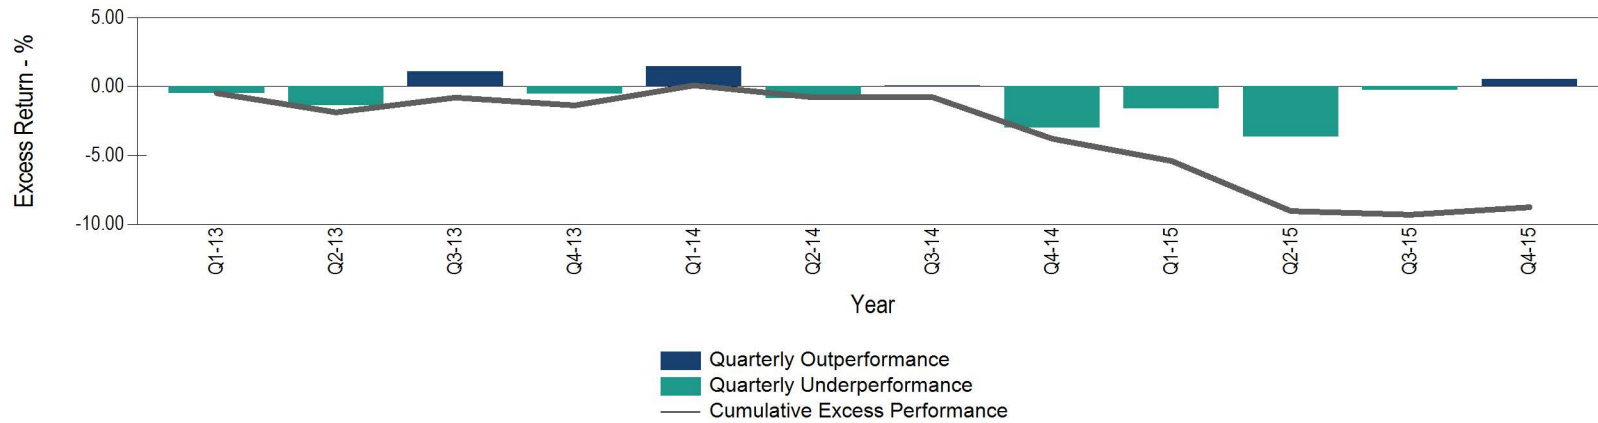 Excess Return - %
5.00
0.00
-5.00
-10.00
Q1-13
Q2-13
Q3-13
Q4-13
Q1-14
Q2-14
Q3-14
Q4-14
Q1-15
Q2-15
Q3-15
Q4-15
Year
Quarterly Outperformance
Quarterly Underperformance
Cumulative Excess Performance